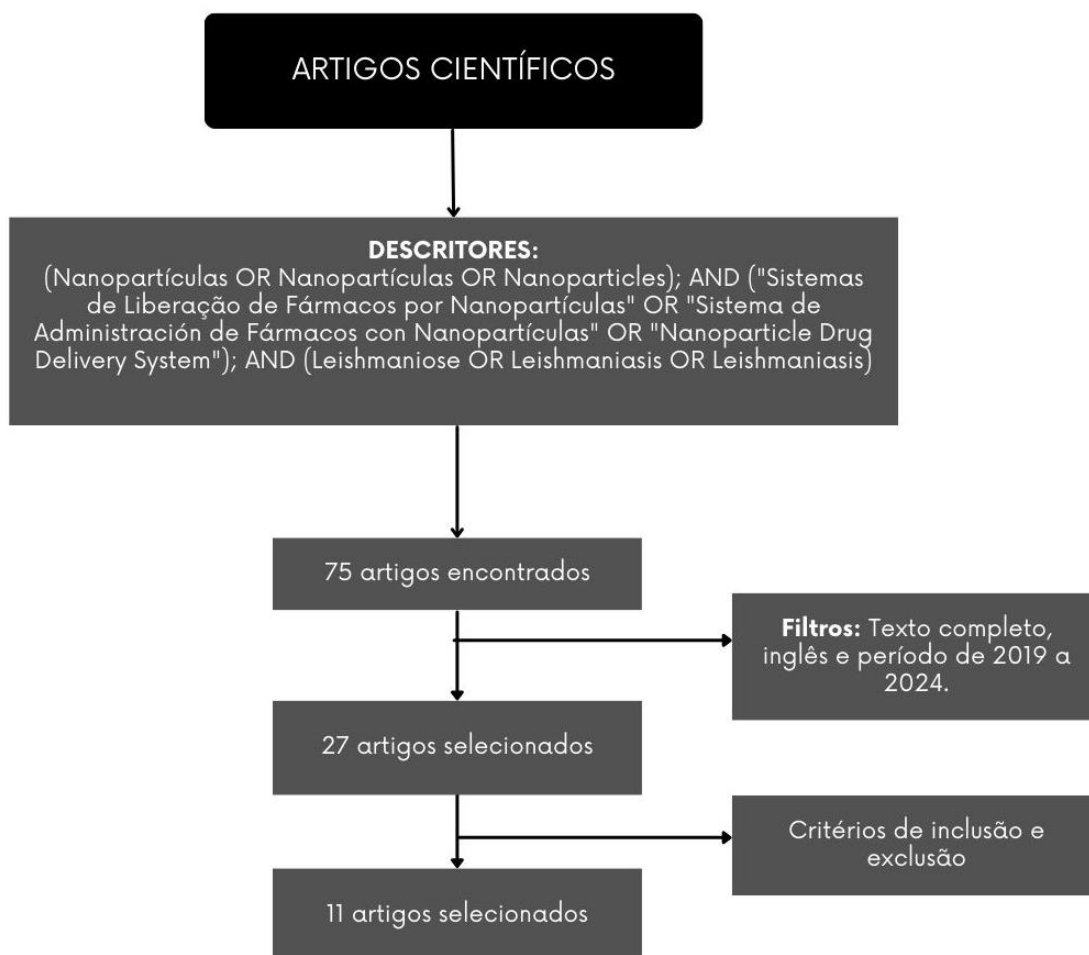 ARTIGOS CIENTÍFICOS
DESCRITORES:
(Nanopartículas OR Nanopartículas OR Nanoparticles); AND ("Sistemas
de Liberação de Fármacos por Nanopartículas" OR "Sistema de
Administración de Fármacos con Nanopartículas" OR "Nanoparticle Drug
Delivery System"); AND (Leishmaniose OR Leishmaniasis OR Leishmaniasis)
75 artigos encontrados
Filtros: Texto completo,
inglês e período de 2019 a
2024.
27 artigos selecionados
Critérios de inclusão e
exclusão
11 artigos selecionados